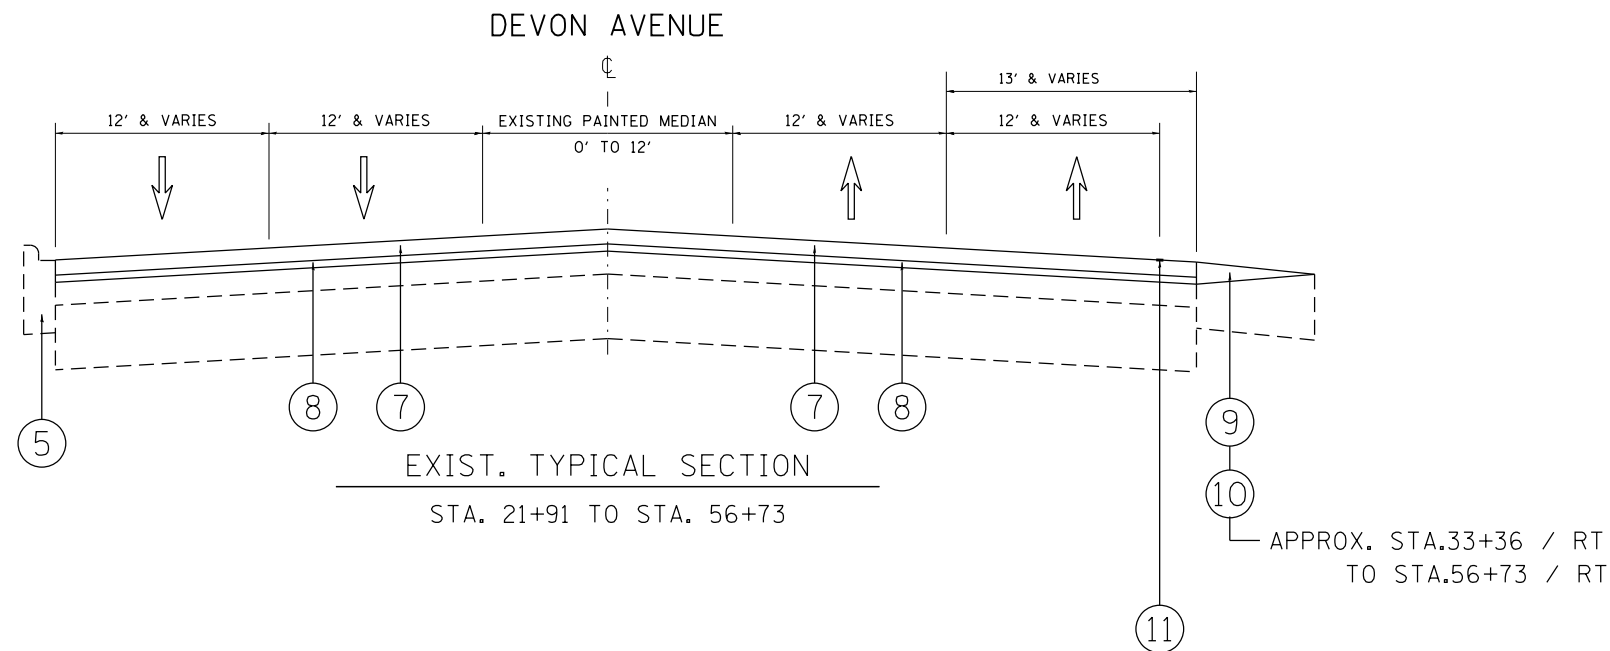 DEVON AVENUE
℄
13' & VARIES
12' & VARIES
12' & VARIES
EXISTING PAINTED MEDIAN
0' TO 12'
12' & VARIES
12' & VARIES
8
7
7
8
5
9
10
11
EXIST. TYPICAL SECTION
STA. 21+91 TO STA. 56+73
APPROX. STA.33+36 / RT
TO STA.56+73 / RT